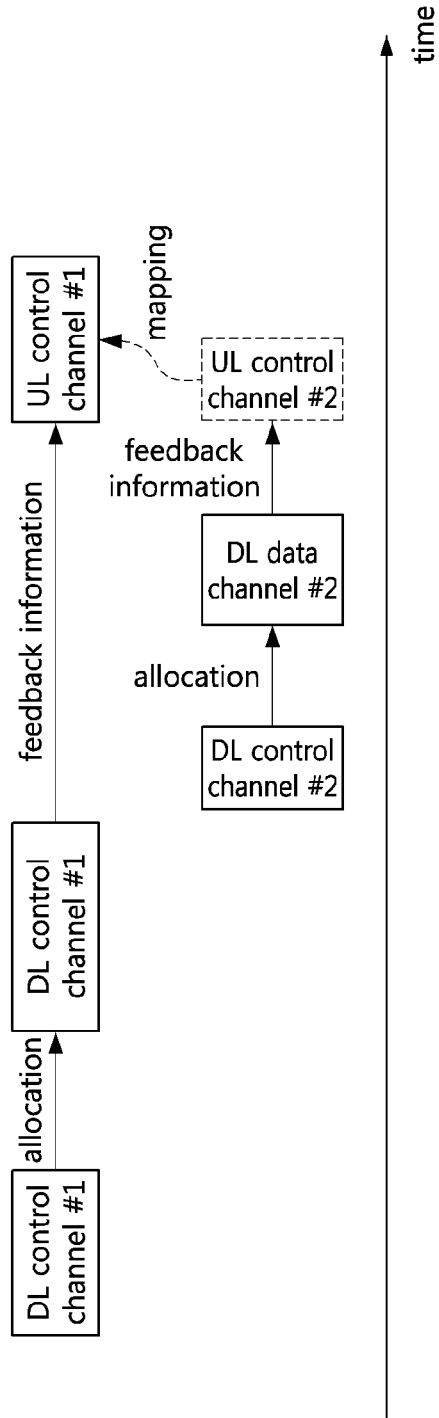 DL control
channel #1
allocation
DL control
channel #1
feedback information
UL control
channel #1
mapping
DL control
channel #2
allocation
DL data
channel #2
feedback
information
UL control
channel #2
time